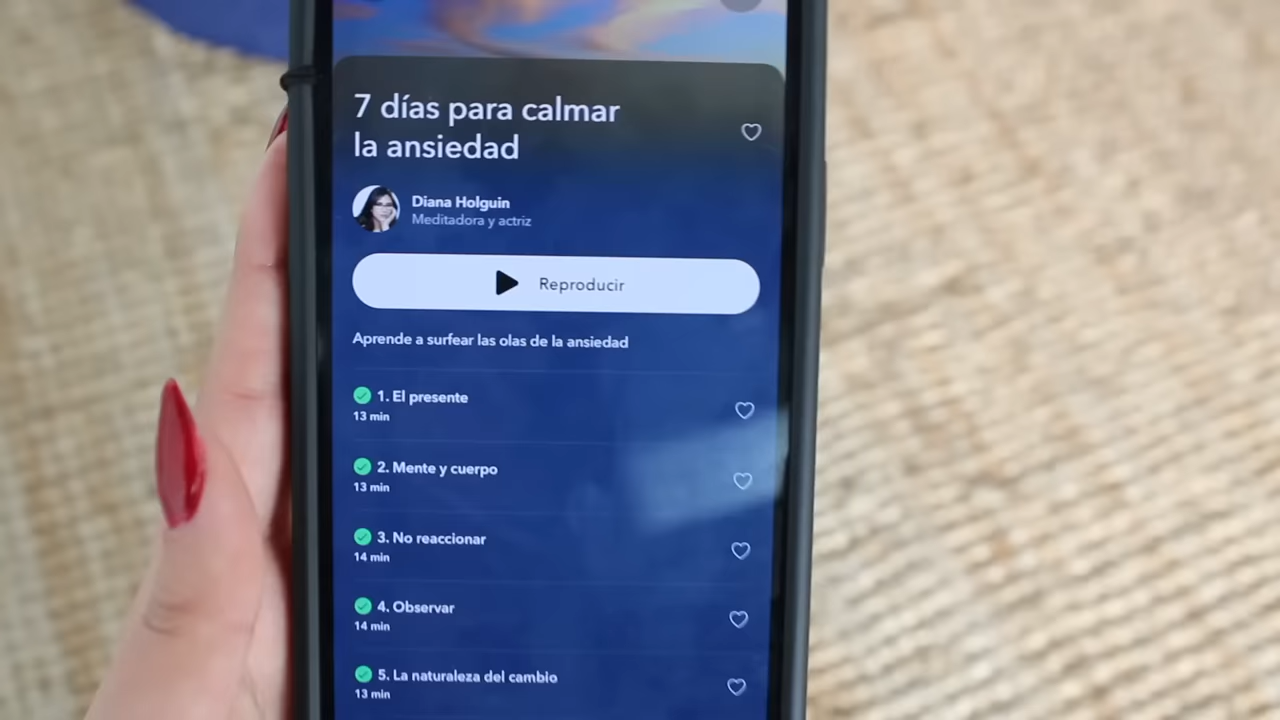 7 días para calmar
la ansiedad
Diana Holguin
Meditadora y actriz
Reproducir
Aprende a surfear las olas de la ansiedad
1. El presente
13 min
2. Mente y cuerpo
13 min
3. No reaccionar
14 min
4. Observar
14 min
5. La naturaleza del cambio
13 min